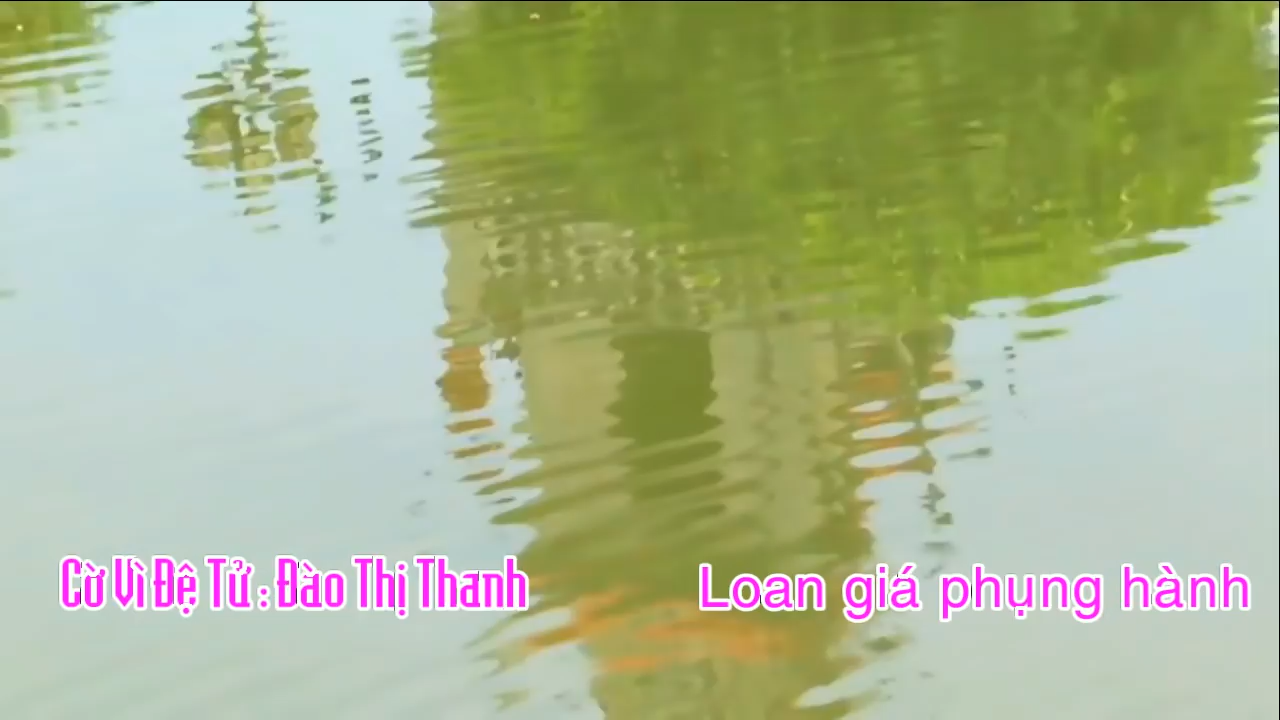 Cờ Vì Đệ Tử : Đào Thị Thanh
Loan giá phụng hành